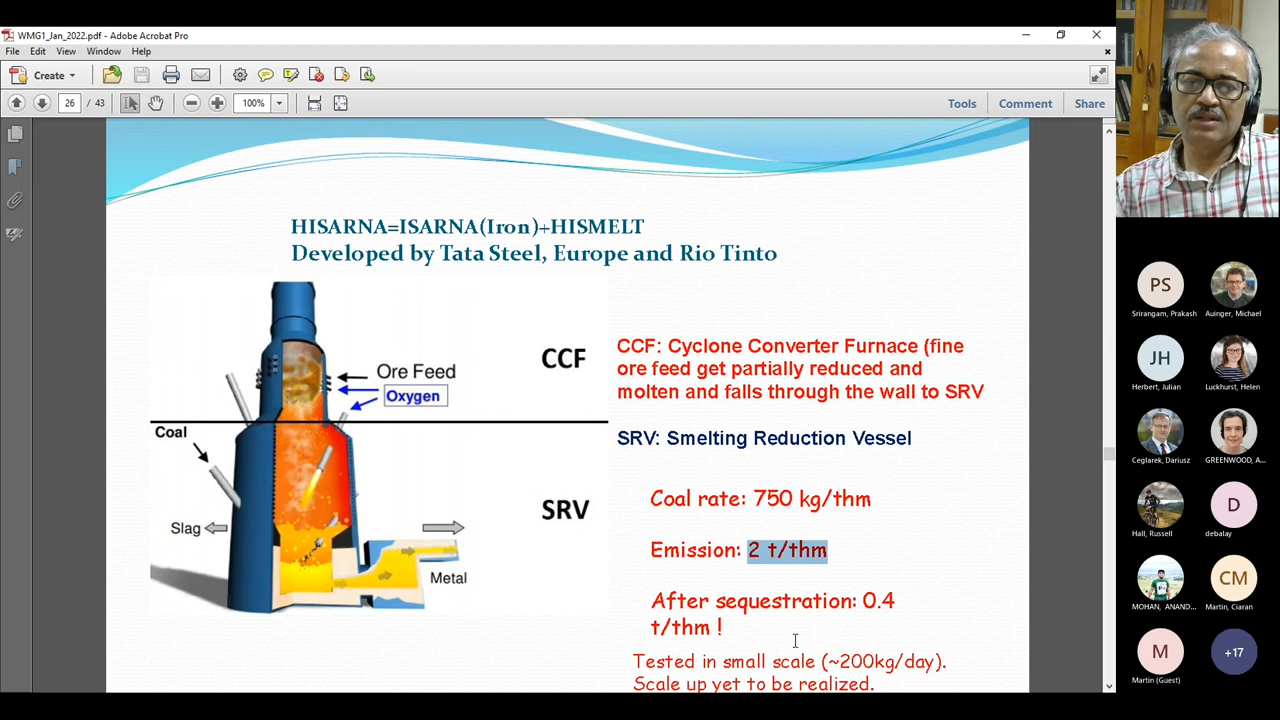 WMG1_Jan_2022.pdf - Adobe Acrobat Pro
File Edit View Window Help
Create
26 / 43
100%
Tools Comment Share
HISARNA=ISARNA(Iron)+HISMELT
Developed by Tata Steel, Europe and Rio Tinto
CCF
Ore Feed
Oxygen
Coal
SRV
Slag
Metal
CCF: Cyclone Converter Furnace (fine
ore feed get partially reduced and
molten and falls through the wall to SRV
SRV: Smelting Reduction Vessel
Coal rate: 750 kg/thm
Emission: 2 t/thm
After sequestration: 0.4
t/thm !
Tested in small scale (~200kg/day).
Scale up yet to be realized.
PS
Srirangam, Prakash
Auinger, Michael
JH
Herbert, Julian
Luckhurst, Helen
Ceglarek, Dariusz
GREENWOOD, A...
Hall, Russell
D
debalay
MOHAN, ANAND...
CM
Martin, Ciaran
M
Martin (Guest)
+17